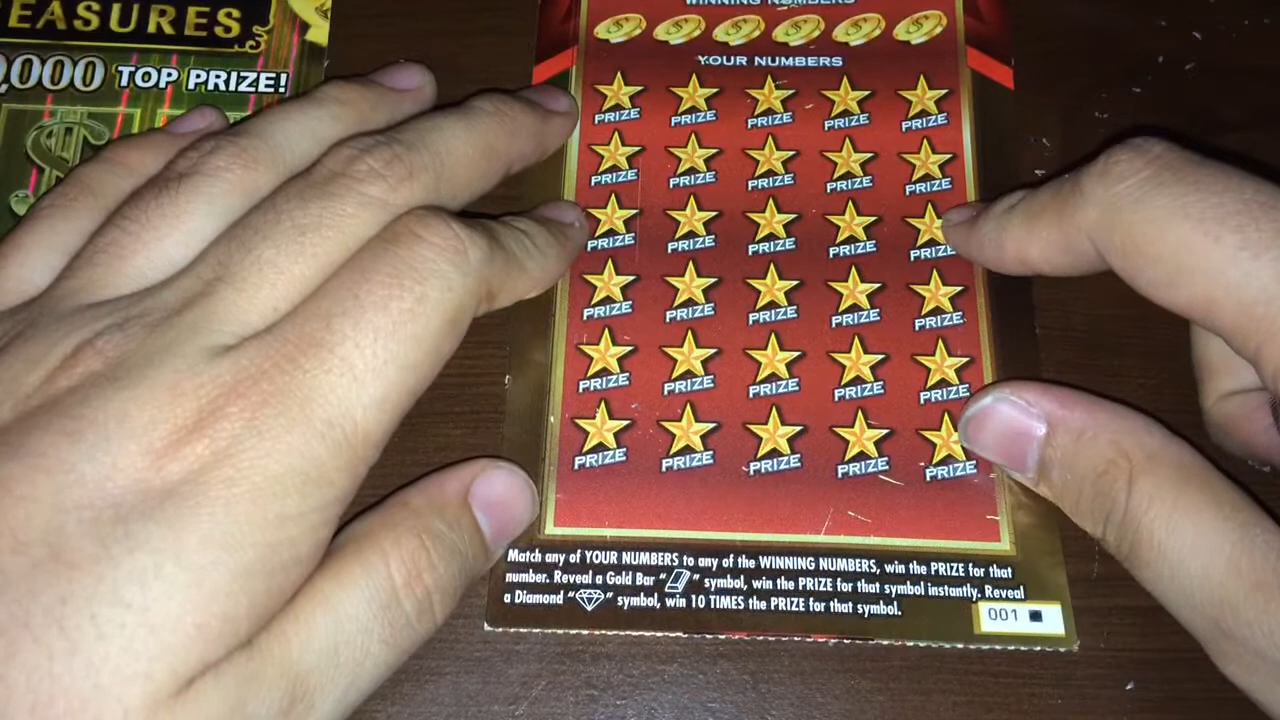 EASURES
0,000 TOP PRIZE!
WINNING NUMBERS
$ $ $ $ $ $
YOUR NUMBERS
PRIZE PRIZE PRIZE PRIZE PRIZE
PRIZE PRIZE PRIZE PRIZE PRIZE
PRIZE PRIZE PRIZE PRIZE PRIZE
PRIZE PRIZE PRIZE PRIZE PRIZE
PRIZE PRIZE PRIZE PRIZE PRIZE
PRIZE PRIZE PRIZE PRIZE PRIZE
Match any of YOUR NUMBERS to any of the WINNING NUMBERS, win the PRIZE for that
number. Reveal a Gold Bar " " symbol, win the PRIZE for that symbol instantly. Reveal
a Diamond " " symbol, win 10 TIMES the PRIZE for that symbol.
001